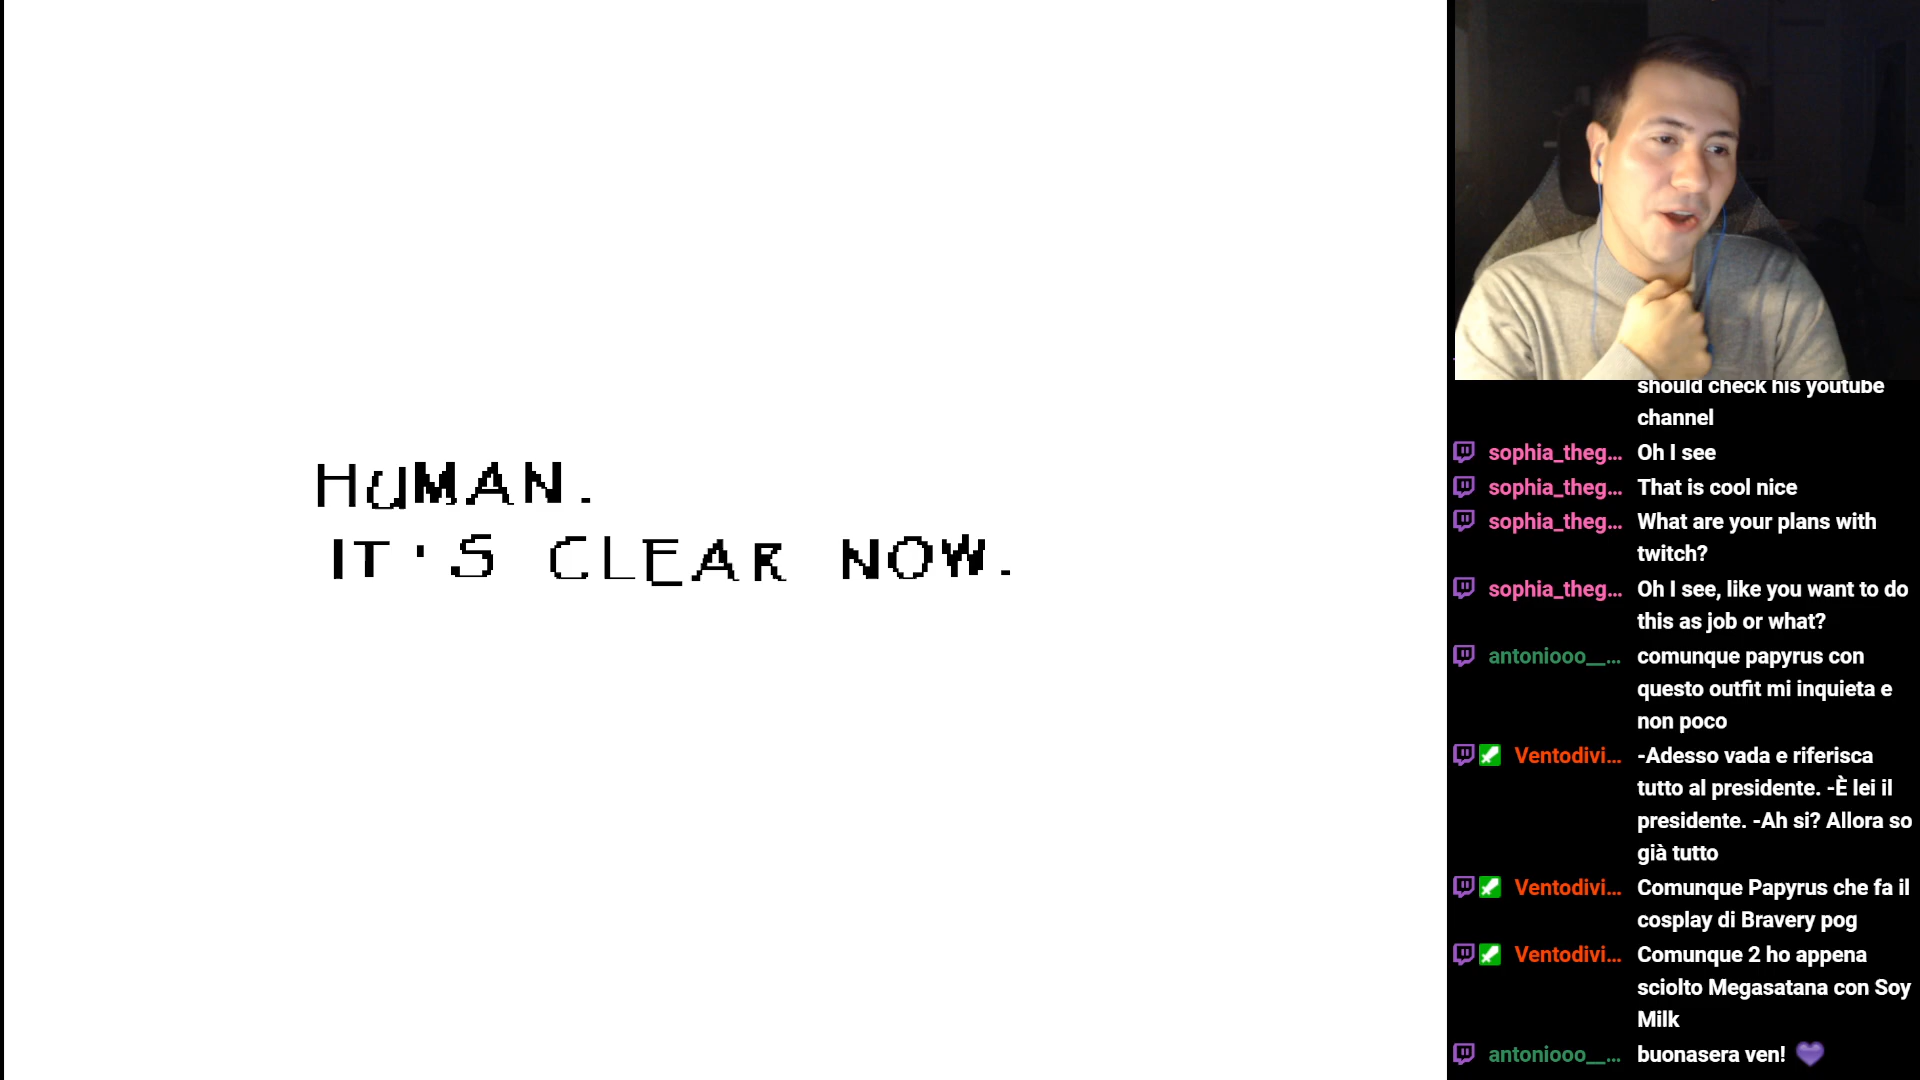 HUMAN.
IT'S CLEAR NOW.
should check his youtube
channel
sophia_theg... Oh I see
sophia_theg... That is cool nice
sophia_theg... What are your plans with
twitch?
sophia_theg... Oh I see, like you want to do
this as job or what?
antoniooo__... comunque papyrus con
questo outfit mi inquieta e
non poco
Ventodivi... -Adesso vada e riferisca
tutto al presidente. -È lei il
presidente. -Ah si? Allora so
già tutto
Ventodivi... Comunque Papyrus che fa il
cosplay di Bravery pog
Ventodivi... Comunque 2 ho appena
sciolto Megasatana con Soy
Milk
antoniooo__... buonasera ven!